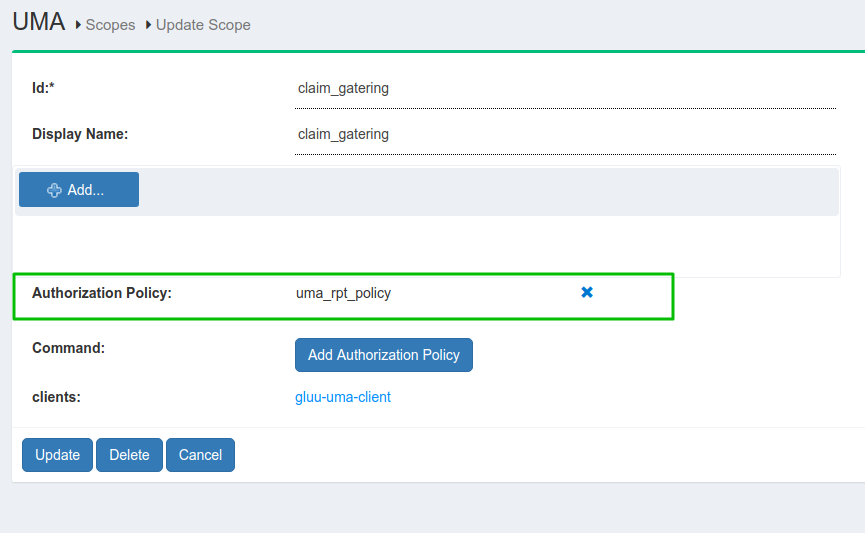 UMA Scopes Update Scope
Id:* claim_gatering
Display Name: claim_gatering
Add...
Authorization Policy: uma_rpt_policy
Command: Add Authorization Policy
clients: gluu-uma-client
Update Delete Cancel